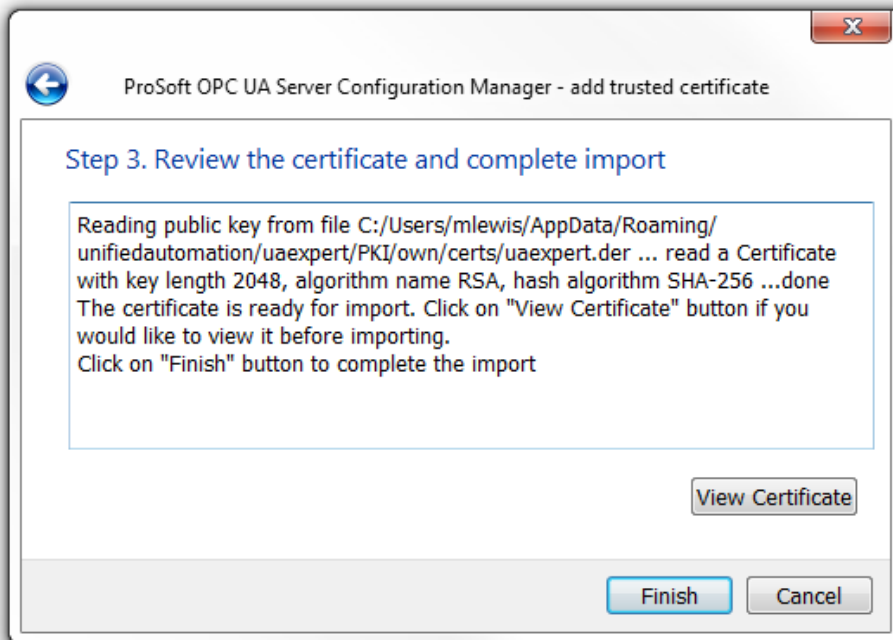 X
ProSoft OPC UA Server Configuration Manager - add trusted certificate
Step 3. Review the certificate and complete import
Reading public key from file C:/Users/mlewis/AppData/Roaming/
unifiedautomation/uaexpert/PKI/own/certs/uaexpert.der ... read a Certificate
with key length 2048, algorithm name RSA, hash algorithm SHA-256 ...done
The certificate is ready for import. Click on "View Certificate" button if you
would like to view it before importing.
Click on "Finish" button to complete the import
View Certificate
Finish
Cancel